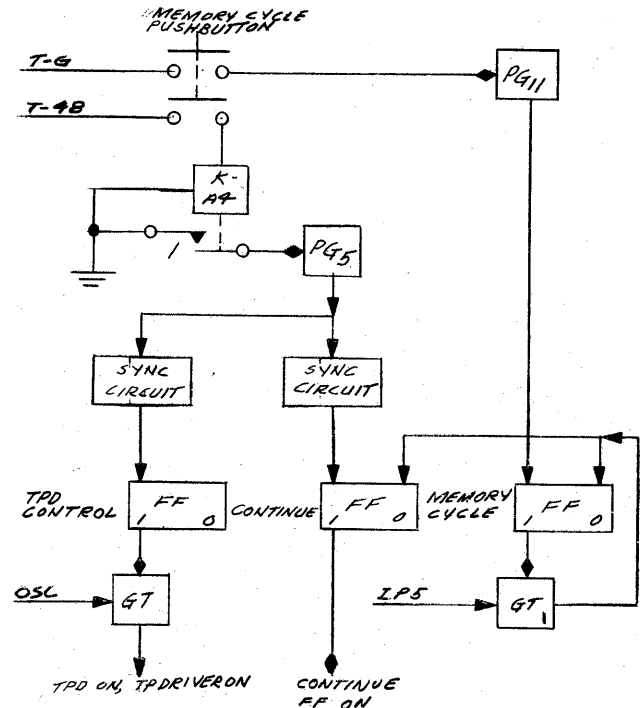 MEMORY CYCLE
PUSHBUTTON
T-G
PG11
T-48
K-
A4
1
PG5
SYNC
CIRCUIT
SYNC
CIRCUIT
TPD
CONTROL
FF
1 0
CONTINUE
FF
1 0
MEMORY
CYCLE
FF
1 0
OSC
GT
I.P5
GT1
TPD ON, TPDRIVERON
CONTINUE
FF ON